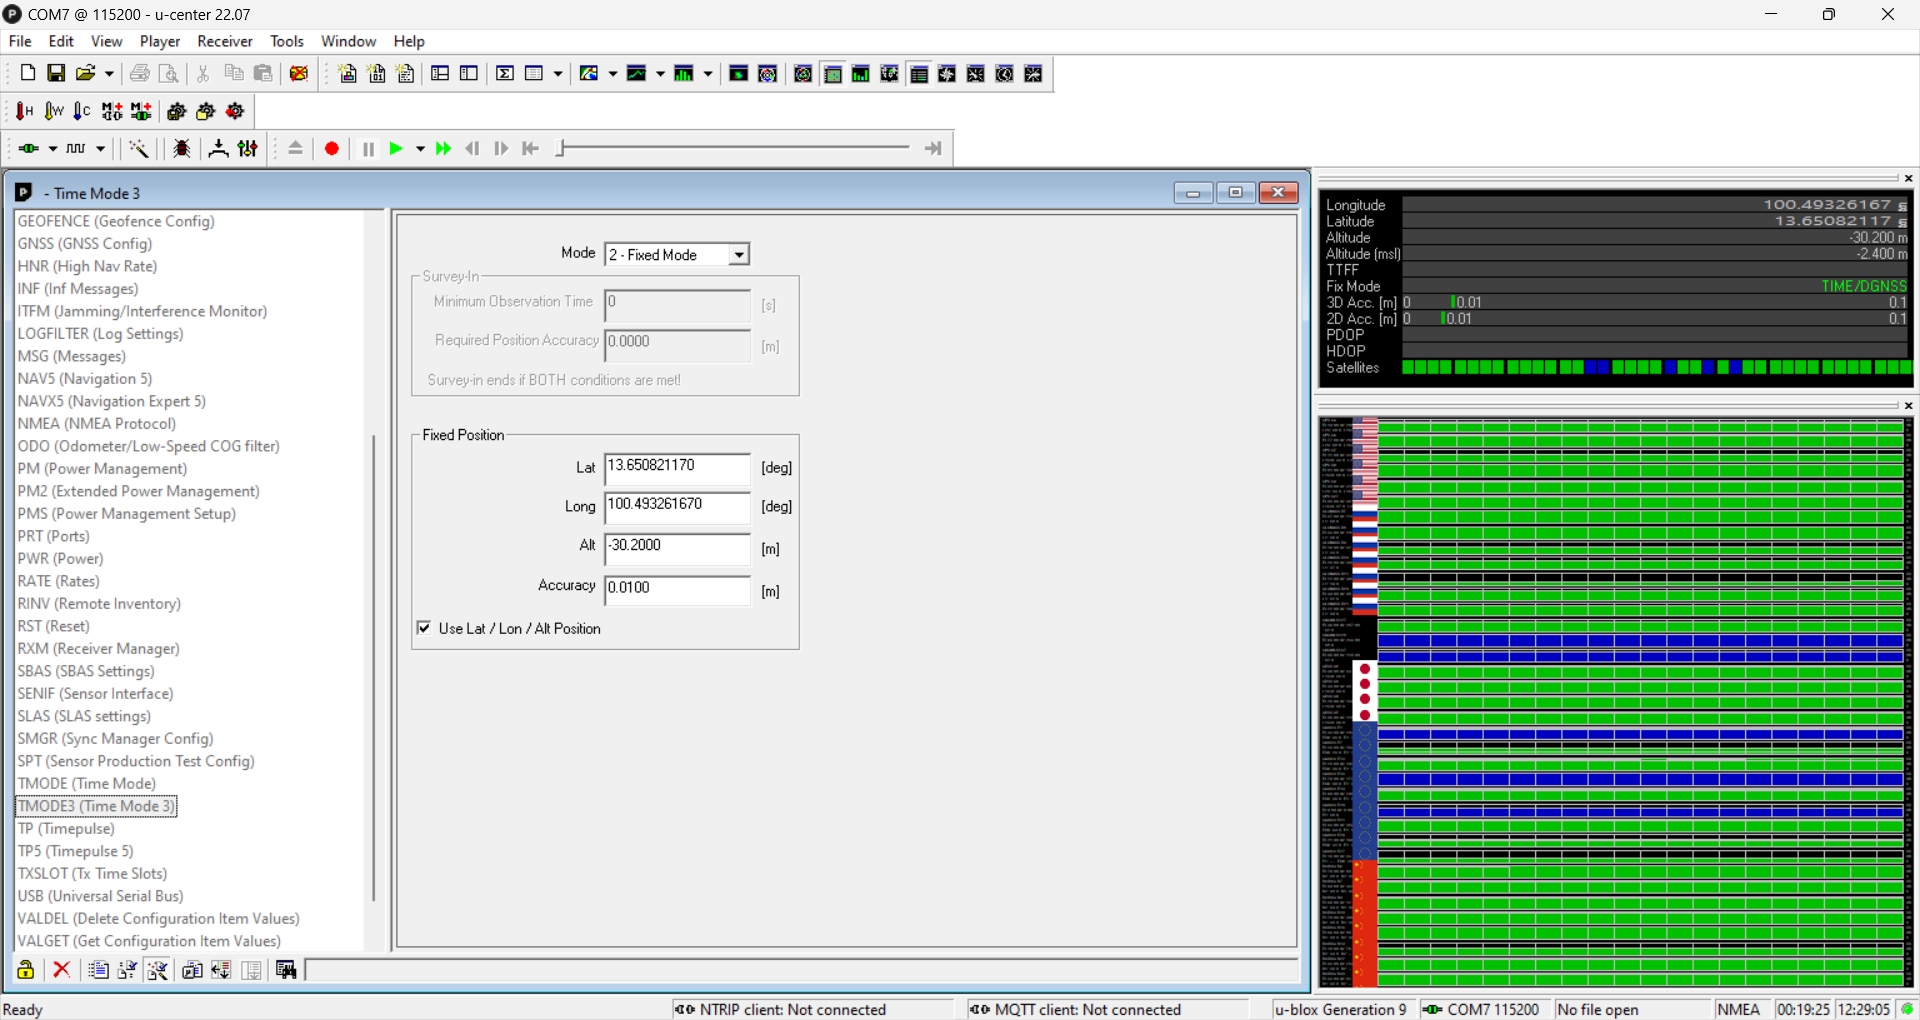 COM7 @ 115200 - u-center 22.07
File Edit View Player Receiver Tools Window Help
- Time Mode 3
GEOFENCE (Geofence Config)
GNSS (GNSS Config)
HNR (High Nav Rate)
INF (Inf Messages)
ITFM (Jamming/Interference Monitor)
LOGFILTER (Log Settings)
MSG (Messages)
NAV5 (Navigation 5)
NAVX5 (Navigation Expert 5)
NMEA (NMEA Protocol)
ODO (Odometer/Low-Speed COG filter)
PM (Power Management)
PM2 (Extended Power Management)
PMS (Power Management Setup)
PRT (Ports)
PWR (Power)
RATE (Rates)
RINV (Remote Inventory)
RST (Reset)
RXM (Receiver Manager)
SBAS (SBAS Settings)
SENIF (Sensor Interface)
SLAS (SLAS settings)
SMGR (Sync Manager Config)
SPT (Sensor Production Test Config)
TMODE (Time Mode)
TMODE3 (Time Mode 3)
TP (Timepulse)
TP5 (Timepulse 5)
TXSLOT (Tx Time Slots)
USB (Universal Serial Bus)
VALDEL (Delete Configuration Item Values)
VALGET (Get Configuration Item Values)
Mode 2 - Fixed Mode
Survey-In
Minimum Observation Time 0 [s]
Required Position Accuracy 0.0000 [m]
Survey-in ends if BOTH conditions are met!
Fixed Position
Lat 13.650821170 [deg]
Long 100.493261670 [deg]
Alt -30.2000 [m]
Accuracy 0.0100 [m]
Use Lat / Lon / Alt Position
Longitude 100.49326167
Latitude 13.65082117
Altitude -30.200 m
Altitude (msl) -2.400 m
TTFF
Fix Mode TIME/DGNSS
3D Acc. [m] 0 0.01 0.1
2D Acc. [m] 0 0.01 0.1
PDOP
HDOP
Satellites
Ready
NTRIP client: Not connected
MQTT client: Not connected
u-blox Generation 9
COM7 115200
No file open
NMEA
00:19:25
12:29:05